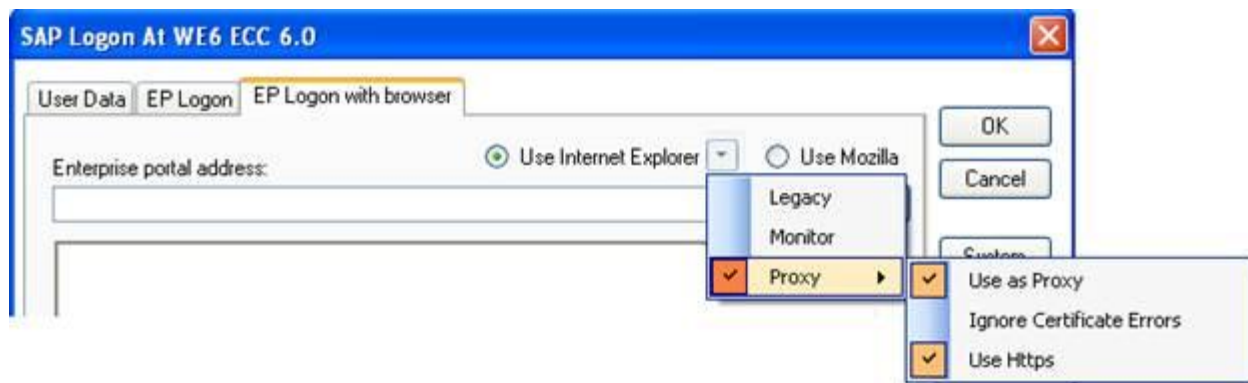 SAP Logon At WE6 ECC 6.0
User Data EP Logon EP Logon with browser
OK
Enterprise portal address: Use Internet Explorer Use Mozilla
Cancel
Legacy
Monitor
System
Proxy Use as Proxy
Ignore Certificate Errors
Use Https